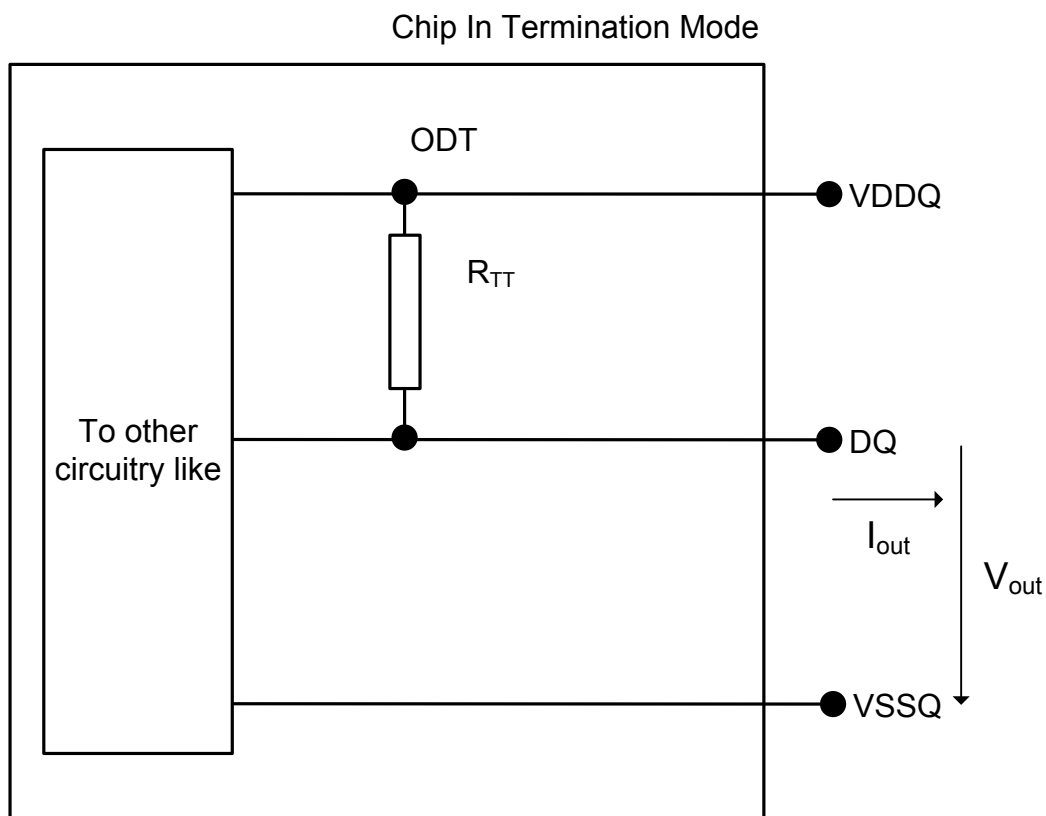 Chip In Termination Mode
ODT
VDDQ
RTT
To other
circuitry like
DQ
Iout
Vout
VSSQ